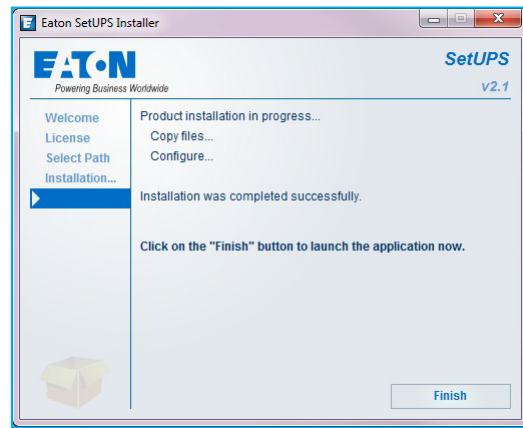 Eaton SetUPS Installer
EATON
Powering Business Worldwide
SetUPS
v2.1
Welcome
License
Select Path
Installation...
Product installation in progress...
Copy files...
Configure...
Installation was completed successfully.
Click on the "Finish" button to launch the application now.
Finish